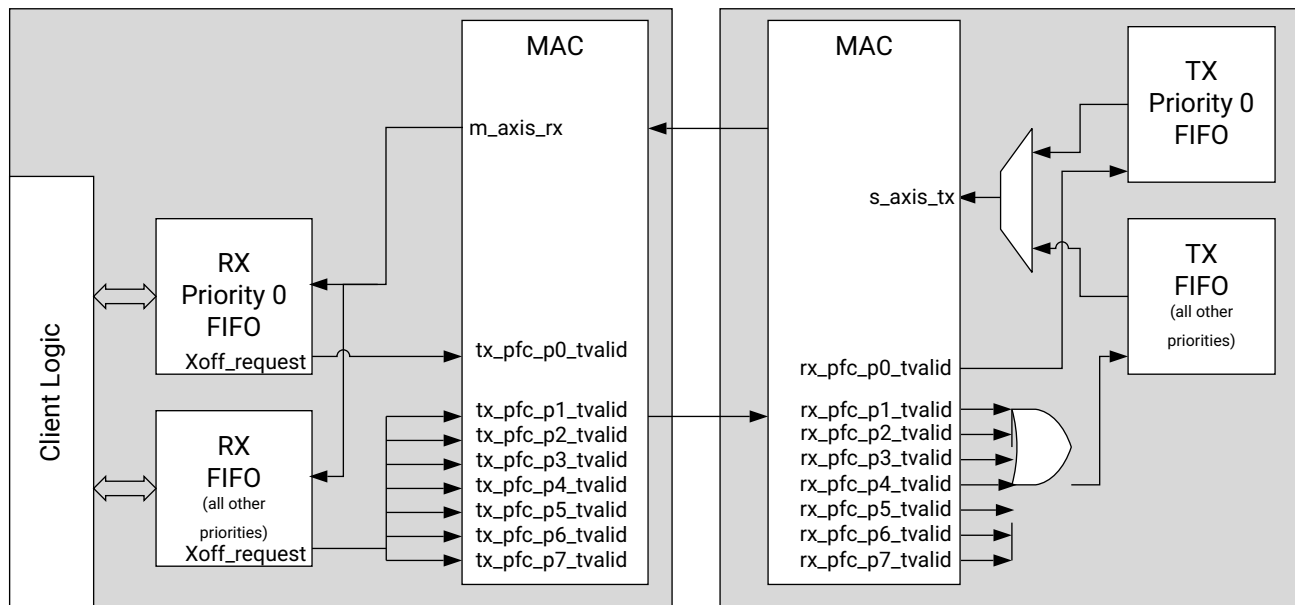 MAC
m_axis_rx
Client Logic
RX
Priority 0
FIFO
Xoff_request
RX
FIFO
(all other
priorities)
Xoff_request
tx_pfc_p0_tvalid
tx_pfc_p1_tvalid
tx_pfc_p2_tvalid
tx_pfc_p3_tvalid
tx_pfc_p4_tvalid
tx_pfc_p5_tvalid
tx_pfc_p6_tvalid
tx_pfc_p7_tvalid
MAC
s_axis_tx
rx_pfc_p0_tvalid
rx_pfc_p1_tvalid
rx_pfc_p2_tvalid
rx_pfc_p3_tvalid
rx_pfc_p4_tvalid
rx_pfc_p5_tvalid
rx_pfc_p6_tvalid
rx_pfc_p7_tvalid
TX
Priority 0
FIFO
TX
FIFO
(all other
priorities)